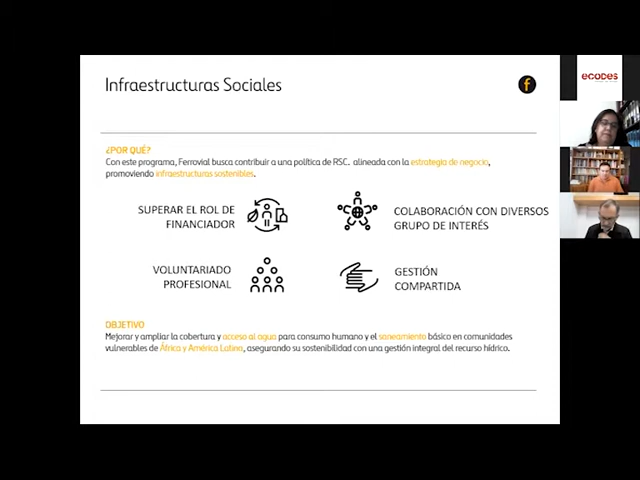 Infraestructuras Sociales
f
ecodes
¿POR QUÉ?
Con este programa, Ferrovial busca contribuir a una política de RSC. alineada con la estrategia de negocio,
promoviendo infraestructuras sostenibles.
SUPERAR EL ROL DE
FINANCIADOR
COLABORACIÓN CON DIVERSOS
GRUPO DE INTERÉS
VOLUNTARIADO
PROFESIONAL
GESTIÓN
COMPARTIDA
OBJETIVO
Mejorar y ampliar la cobertura y acceso al agua para consumo humano y el saneamiento básico en comunidades
vulnerables de África y América Latina, asegurando su sostenibilidad con una gestión integral del recurso hídrico.